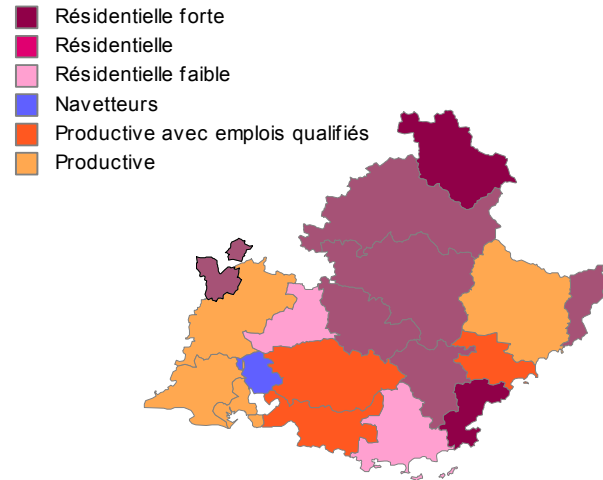 Résidentielle forte
Résidentielle
Résidentielle faible
Navetteurs
Productive avec emplois qualifiés
Productive